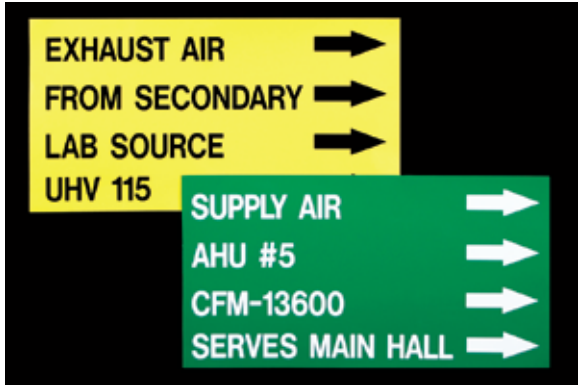 EXHAUST AIR
FROM SECONDARY
LAB SOURCE
UHV 115
SUPPLY AIR
AHU #5
CFM-13600
SERVES MAIN HALL